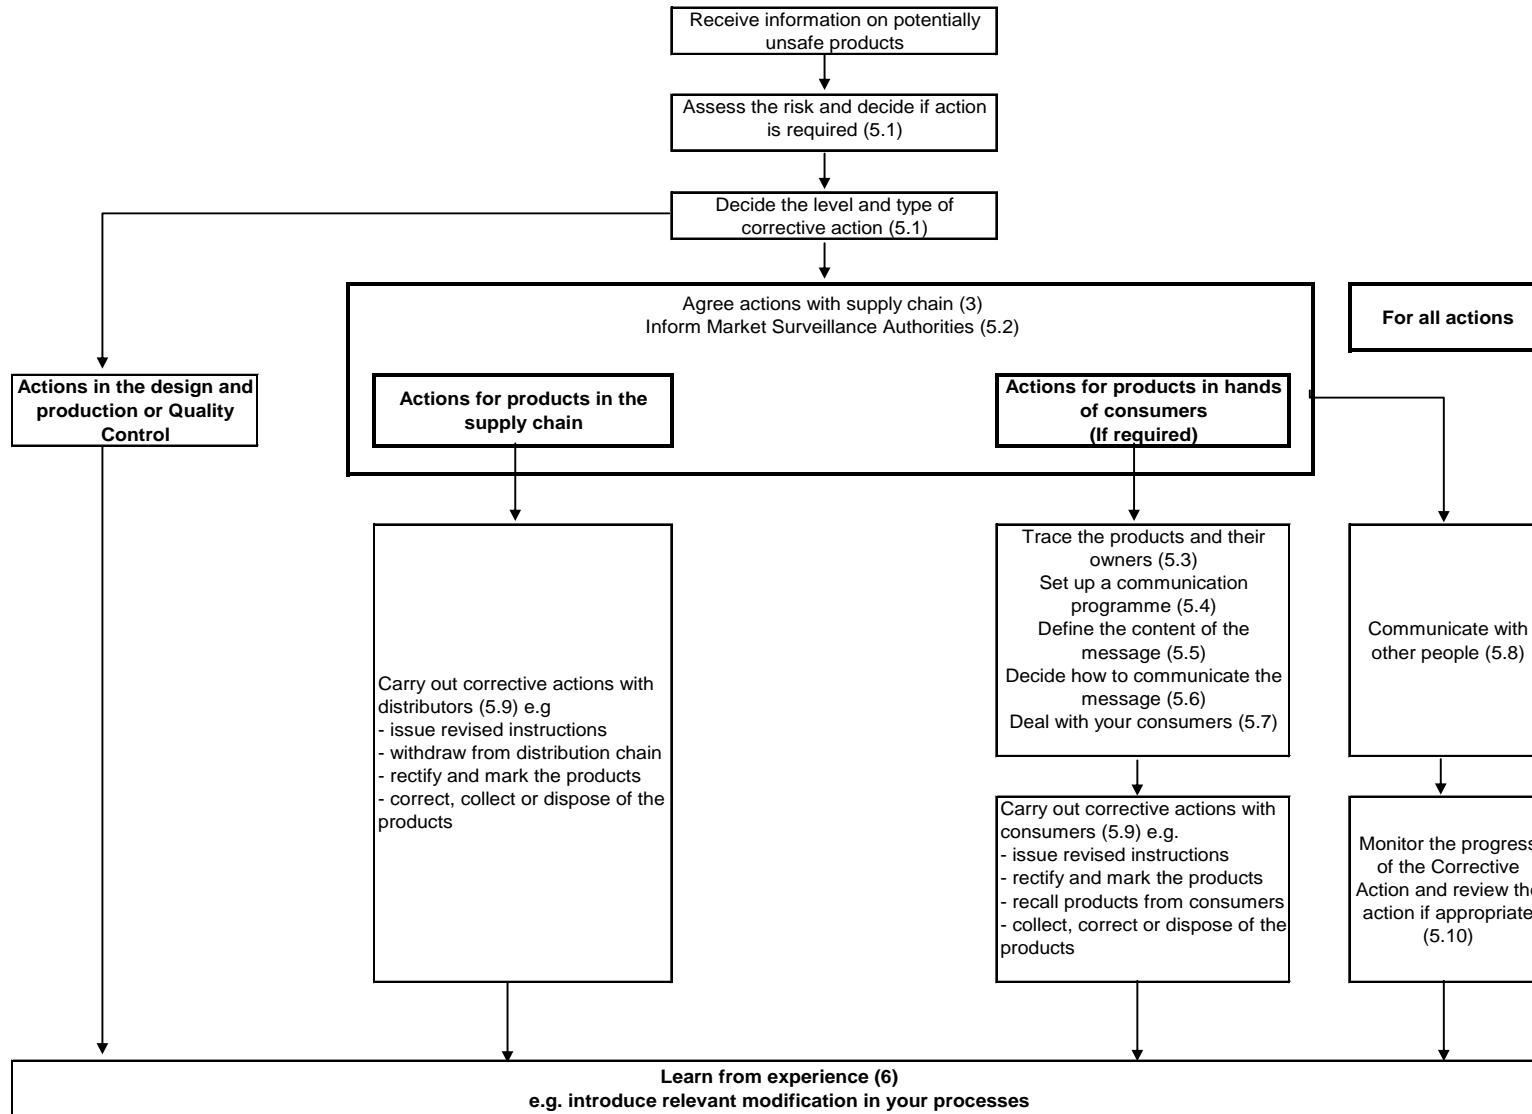 Receive information on potentially
unsafe products
Assess the risk and decide if action
is required (5.1)
Decide the level and type of
corrective action (5.1)
Agree actions with supply chain (3)
Inform Market Surveillance Authorities (5.2)
For all actions
Actions in the design and
production or Quality
Control
Actions for products in the
supply chain
Actions for products in hands
of consumers
(If required)
Carry out corrective actions with
distributors (5.9) e.g
- issue revised instructions
- withdraw from distribution chain
- rectify and mark the products
- correct, collect or dispose of the
products
Trace the products and their
owners (5.3)
Set up a communication
programme (5.4)
Define the content of the
message (5.5)
Decide how to communicate the
message (5.6)
Deal with your consumers (5.7)
Communicate with
other people (5.8)
Carry out corrective actions with
consumers (5.9) e.g.
- issue revised instructions
- rectify and mark the products
- recall products from consumers
- collect, correct or dispose of the
products
Monitor the progress
of the Corrective
Action and review the
action if appropriate
(5.10)
Learn from experience (6)
e.g. introduce relevant modification in your processes